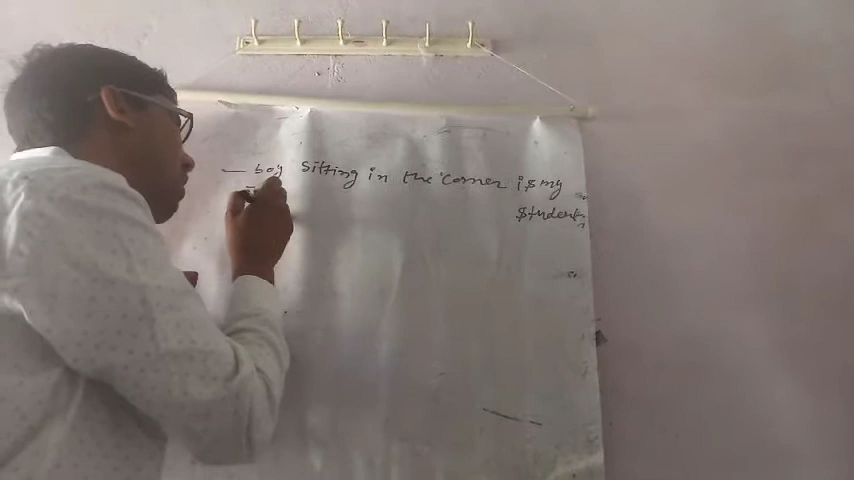 — boy sitting in the corner is my
student